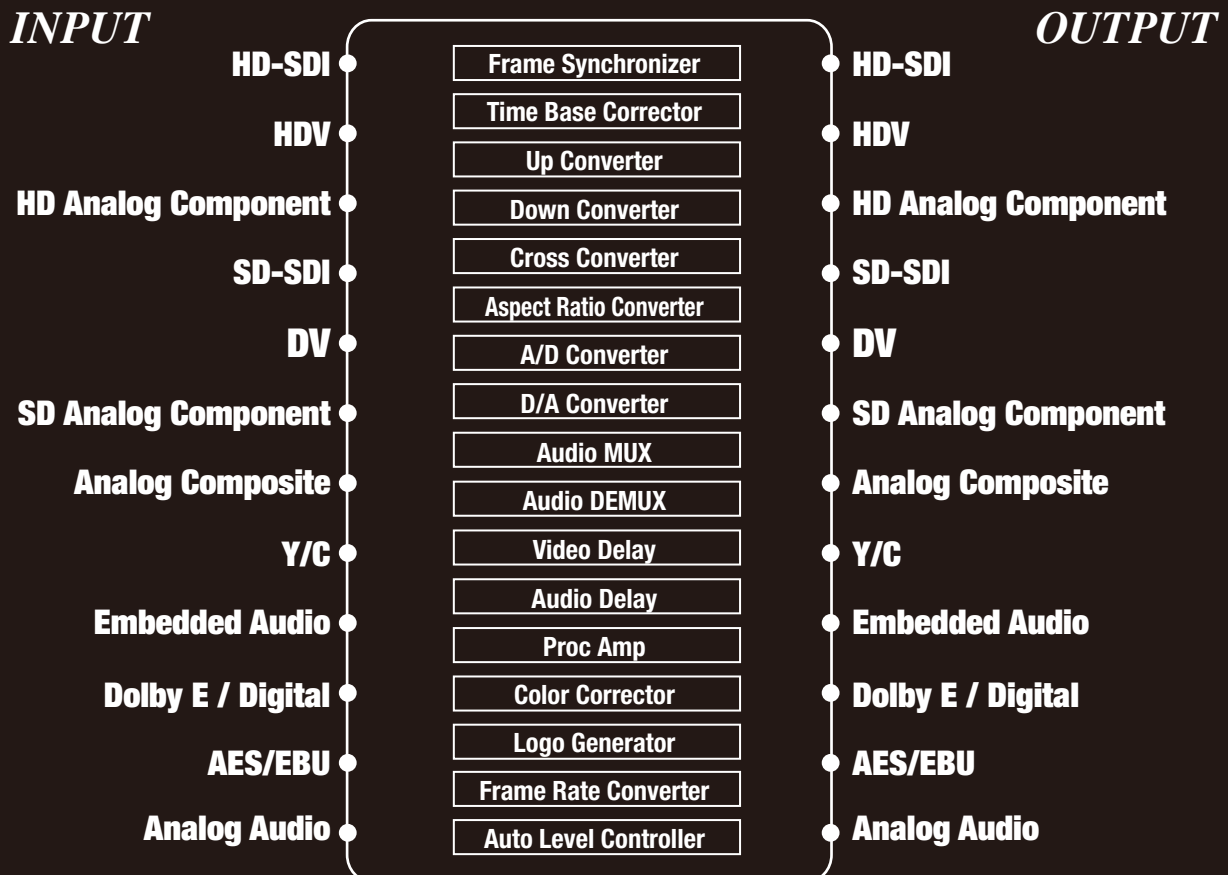 INPUT
HD-SDI
HDV
HD Analog Component
SD-SDI
DV
SD Analog Component
Analog Composite
Y/C
Embedded Audio
Dolby E / Digital
AES/EBU
Analog Audio
Frame Synchronizer
Time Base Corrector
Up Converter
Down Converter
Cross Converter
Aspect Ratio Converter
A/D Converter
D/A Converter
Audio MUX
Audio DEMUX
Video Delay
Audio Delay
Proc Amp
Color Corrector
Logo Generator
Frame Rate Converter
Auto Level Controller
OUTPUT
HD-SDI
HDV
HD Analog Component
SD-SDI
DV
SD Analog Component
Analog Composite
Y/C
Embedded Audio
Dolby E / Digital
AES/EBU
Analog Audio